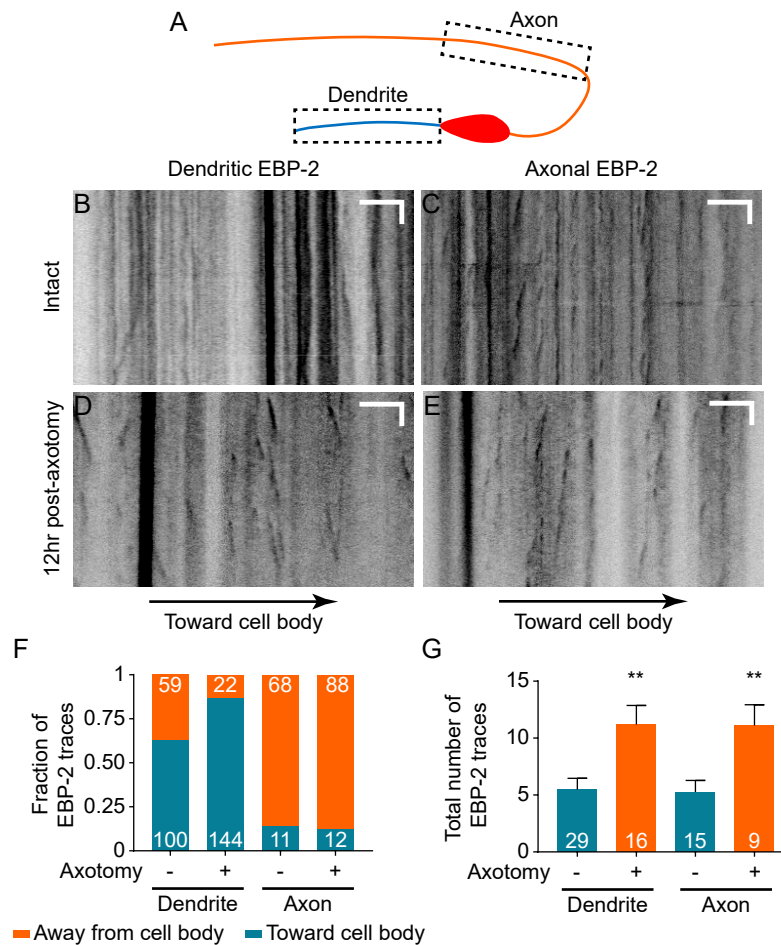 A
Axon
Dendrite
Dendritic EBP-2
Axonal EBP-2
B
C
Intact
D
E
12hr post-axotomy
Toward cell body
Toward cell body
F
G
Fraction of
EBP-2 traces
1
0.75
0.5
0.25
0
59
22
68
88
100
144
11
12
Axotomy
-
+
-
+
Dendrite
Axon
Away from cell body
Toward cell body
Total number of
EBP-2 traces
15
10
5
0
**
**
29
16
15
9
Axotomy
-
+
-
+
Dendrite
Axon